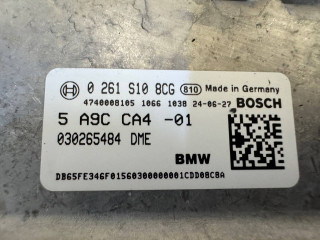 0 261 S10 8CG 810 Made in Germany
4740008105 1066 1038 24-06-27 BOSCH
5 A9C CA4 -01
030265484 DME
BMW
DB65FE346F01560300000001CDD08C8A